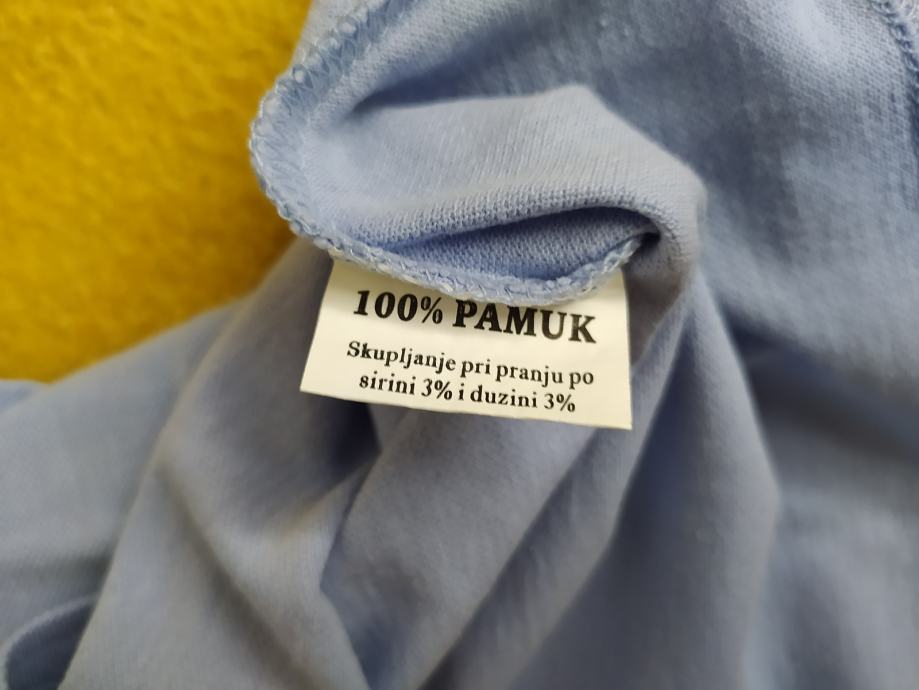 100% PAMUK
Skupljanje pri pranju po
sirini 3% i duzini 3%